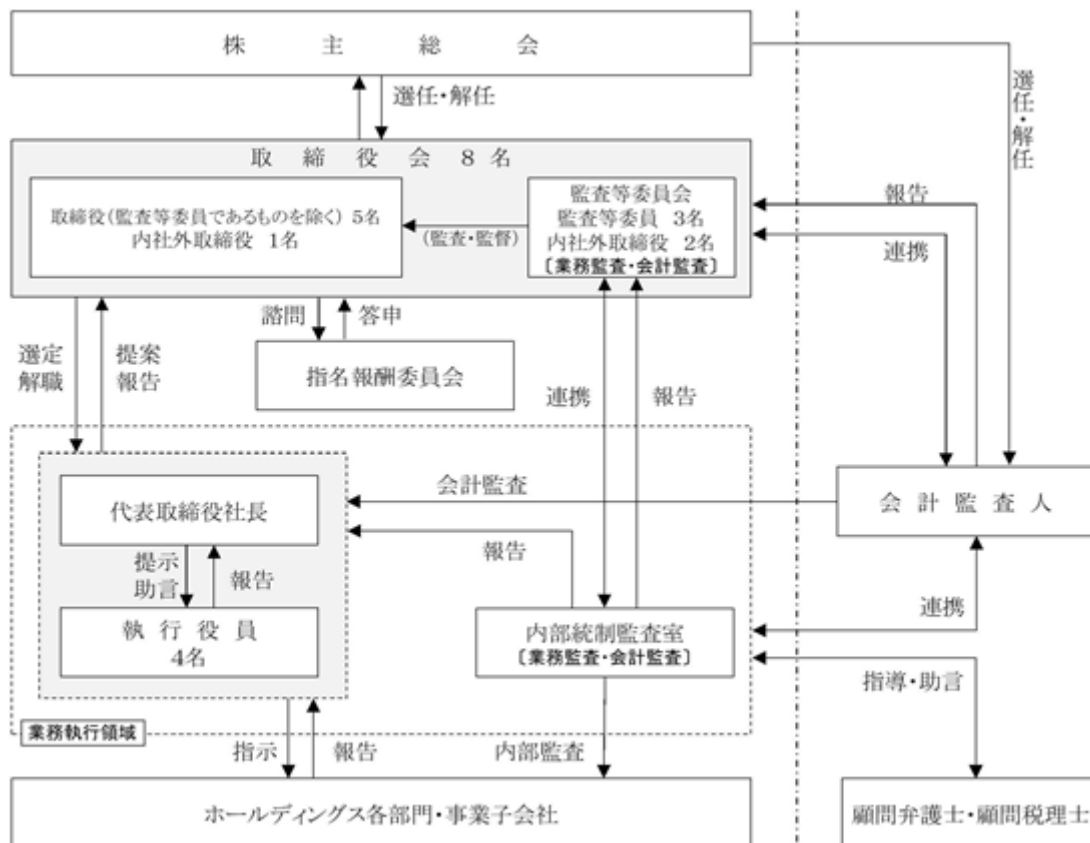 株主総会
選任・解任
選任・解任
取締役会 8名
取締役(監査等委員であるものを除く) 5名
内社外取締役 1名
(監査・監督)
監査等委員会
監査等委員 3名
内社外取締役 2名
〔業務監査・会計監査〕
報告
連携
諮問
答申
選定
解職
提案
報告
指名報酬委員会
連携
報告
代表取締役社長
会計監査
会計監査人
提示
助言
報告
報告
執行役員
4名
内部統制監査室
〔業務監査・会計監査〕
連携
指導・助言
業務執行領域
指示
報告
内部監査
ホールディングス各部門・事業子会社
顧問弁護士・顧問税理士